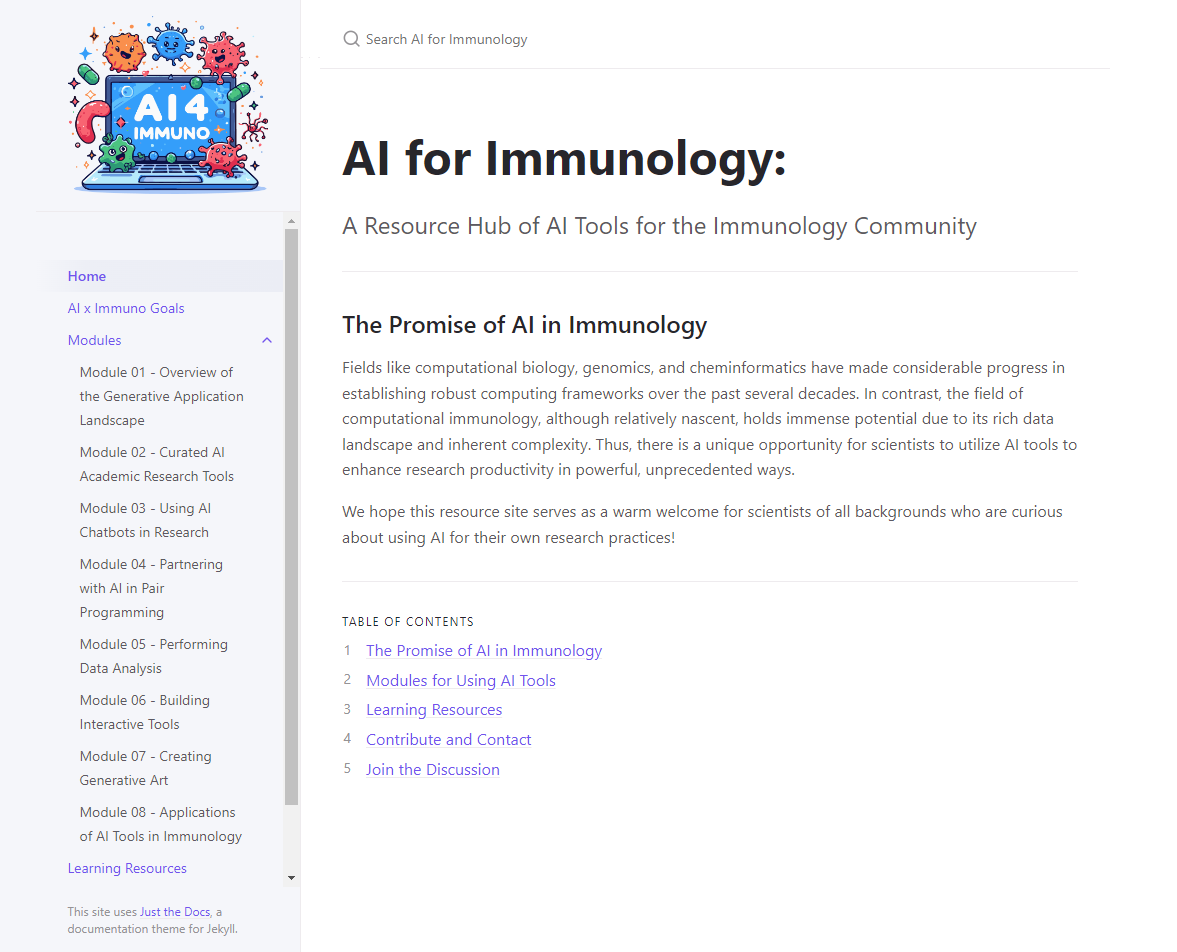 AI4
IMMUNO
Home
AI x Immuno Goals
Modules
Module 01 - Overview of
the Generative Application
Landscape
Module 02 - Curated AI
Academic Research Tools
Module 03 - Using AI
Chatbots in Research
Module 04 - Partnering
with AI in Pair
Programming
Module 05 - Performing
Data Analysis
Module 06 - Building
Interactive Tools
Module 07 - Creating
Generative Art
Module 08 - Applications
of AI Tools in Immunology
Learning Resources
This site uses Just the Docs, a
documentation theme for Jekyll.
Search AI for Immunology
AI for Immunology:
A Resource Hub of AI Tools for the Immunology Community
The Promise of AI in Immunology
Fields like computational biology, genomics, and cheminformatics have made considerable progress in
establishing robust computing frameworks over the past several decades. In contrast, the field of
computational immunology, although relatively nascent, holds immense potential due to its rich data
landscape and inherent complexity. Thus, there is a unique opportunity for scientists to utilize AI tools to
enhance research productivity in powerful, unprecedented ways.
We hope this resource site serves as a warm welcome for scientists of all backgrounds who are curious
about using AI for their own research practices!
TABLE OF CONTENTS
1 The Promise of AI in Immunology
2 Modules for Using AI Tools
3 Learning Resources
4 Contribute and Contact
5 Join the Discussion